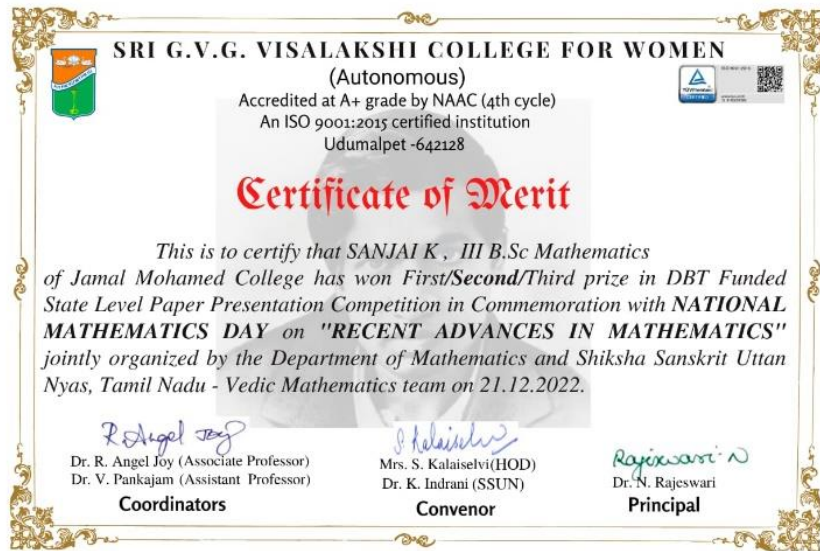 SRI G.V.G. VISALAKSHI COLLEGE FOR WOMEN
(Autonomous)
Accredited at A+ grade by NAAC (4th cycle)
An ISO 9001:2015 certified institution
Udumalpet -642128
Certificate of Merit
This is to certify that SANJAI K , III B.Sc Mathematics
of Jamal Mohamed College has won First/Second/Third prize in DBT Funded
State Level Paper Presentation Competition in Commemoration with NATIONAL
MATHEMATICS DAY on "RECENT ADVANCES IN MATHEMATICS"
jointly organized by the Department of Mathematics and Shiksha Sanskrit Uttan
Nyas, Tamil Nadu - Vedic Mathematics team on 21.12.2022.
R. Angel Joy
S. Kalaiselvi
Rajeswari N
Dr. R. Angel Joy (Associate Professor)
Dr. V. Pankajam (Assistant Professor)
Coordinators
Mrs. S. Kalaiselvi(HOD)
Dr. K. Indrani (SSUN)
Convenor
Dr. N. Rajeswari
Principal